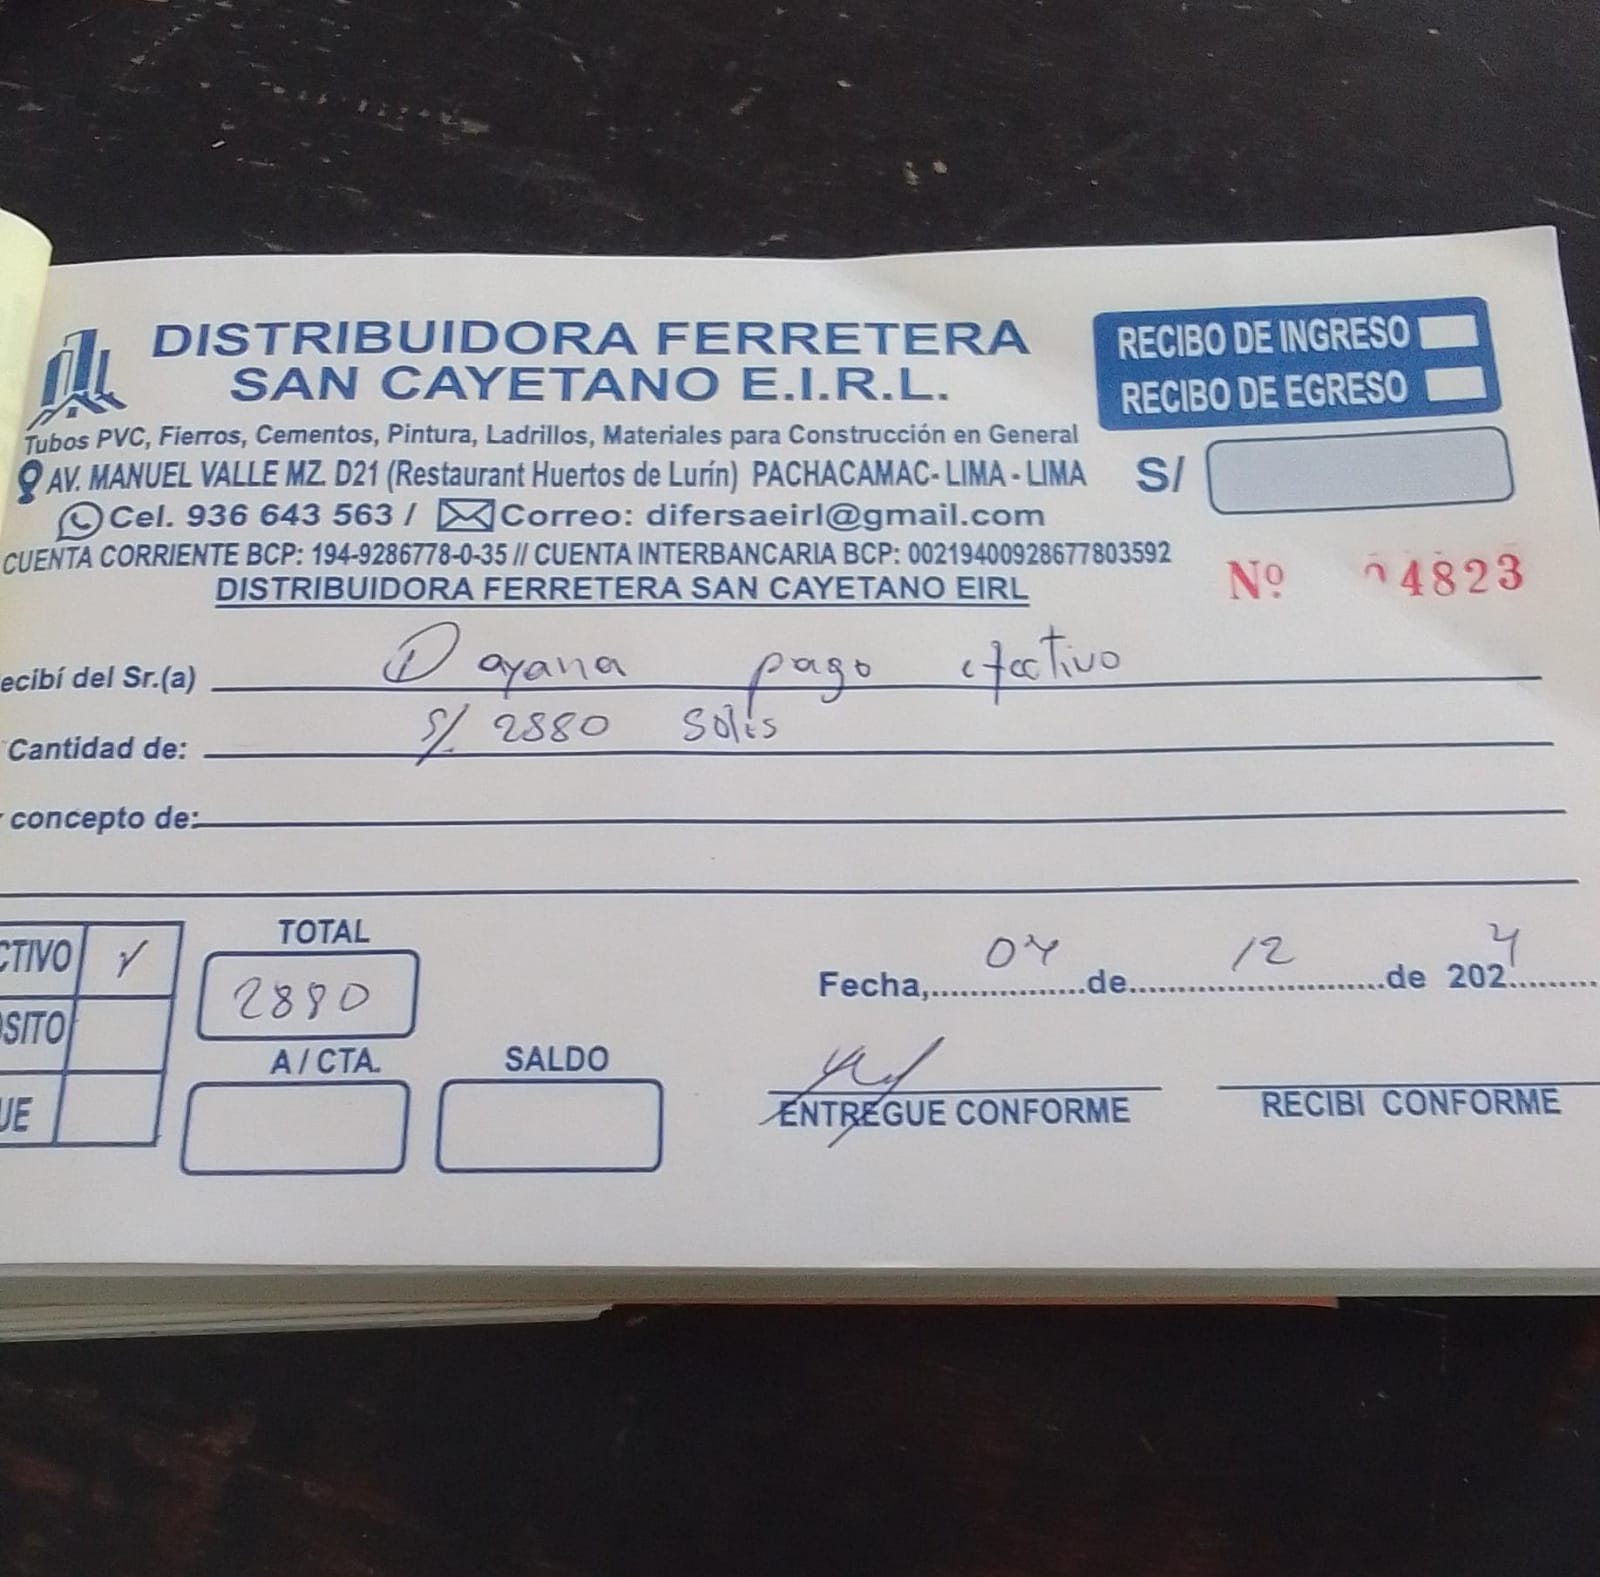 DISTRIBUIDORA FERRETERA
SAN CAYETANO E.I.R.L.
Tubos PVC, Fierros, Cementos, Pintura, Ladrillos, Materiales para Construcción en General
AV. MANUEL VALLE MZ. D21 (Restaurant Huertos de Lurín) PACHACAMAC- LIMA - LIMA
Cel. 936 643 563 / Correo: difersaeirl@gmail.com
CUENTA CORRIENTE BCP: 194-9286778-0-35 // CUENTA INTERBANCARIA BCP: 00219400928677803592
DISTRIBUIDORA FERRETERA SAN CAYETANO EIRL
RECIBO DE INGRESO
RECIBO DE EGRESO
S/
Nº 04823
ecibí del Sr.(a) Dayana pago efectivo
Cantidad de: S/. 2880 Soles
concepto de:
CTIVO ✓
SITO
UE
TOTAL
2880
A / CTA.
SALDO
Fecha, 04 de 12 de 2024
ENTREGUE CONFORME
RECIBI CONFORME